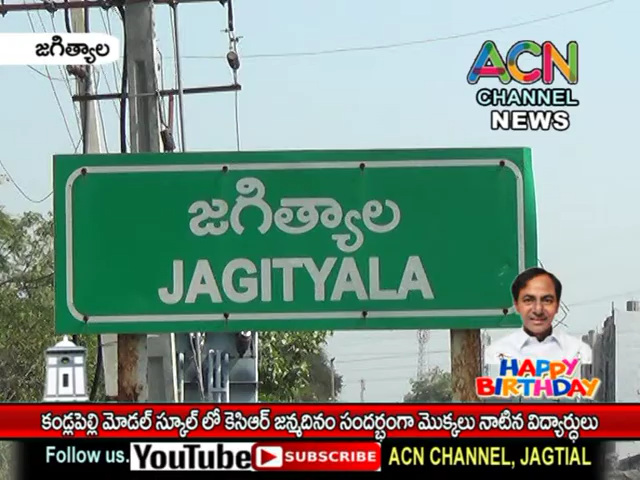 జగిత్యాల
ACN
CHANNEL
NEWS
జగిత్యాల
JAGITYALA
HAPPY
BIRTHDAY
కండ్లపెల్లి మోడల్ స్కూల్ లో కెసిఆర్ జన్మదినం సందర్భంగా మొక్కలు నాటిన విద్యార్థులు
Follow us. YouTube SUBSCRIBE ACN CHANNEL, JAGTIAL